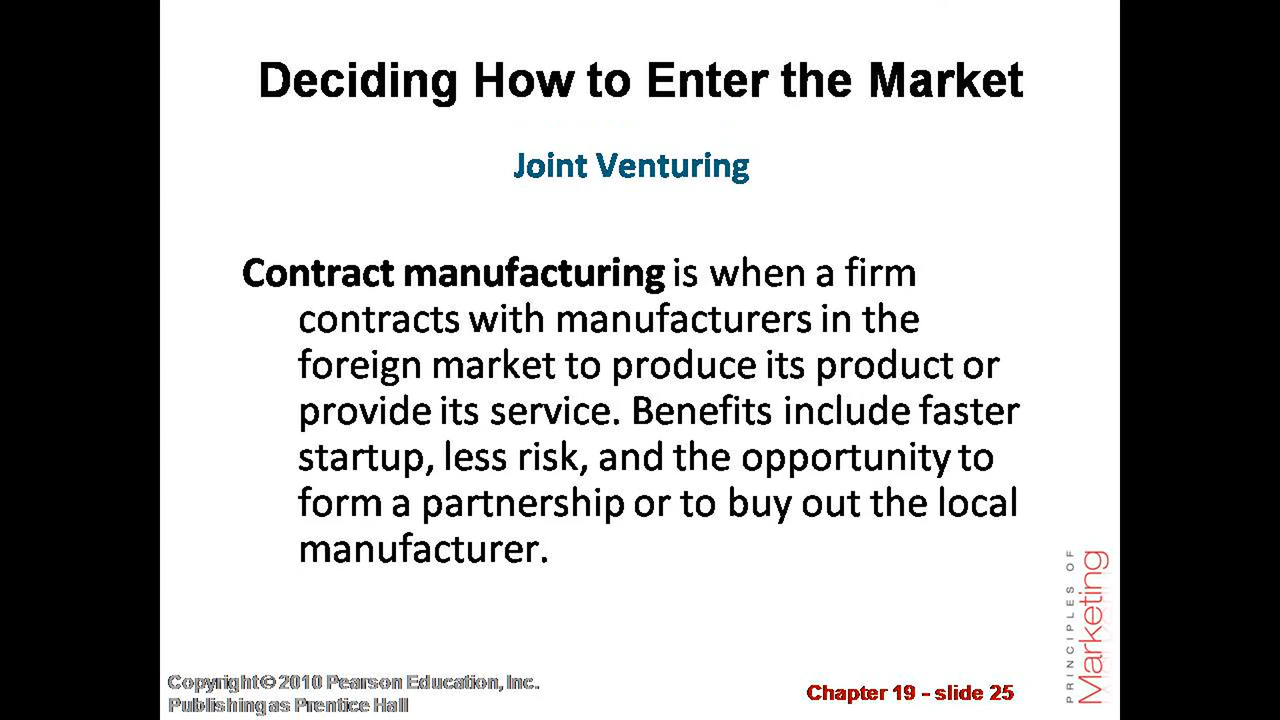 Deciding How to Enter the Market
Joint Venturing
Contract manufacturing is when a firm
contracts with manufacturers in the
foreign market to produce its product or
provide its service. Benefits include faster
startup, less risk, and the opportunity to
form a partnership or to buy out the local
manufacturer.
PRINCIPLES OF
Marketing
Copyright © 2010 Pearson Education, Inc.
Publishing as Prentice Hall
Chapter 19 - slide 25